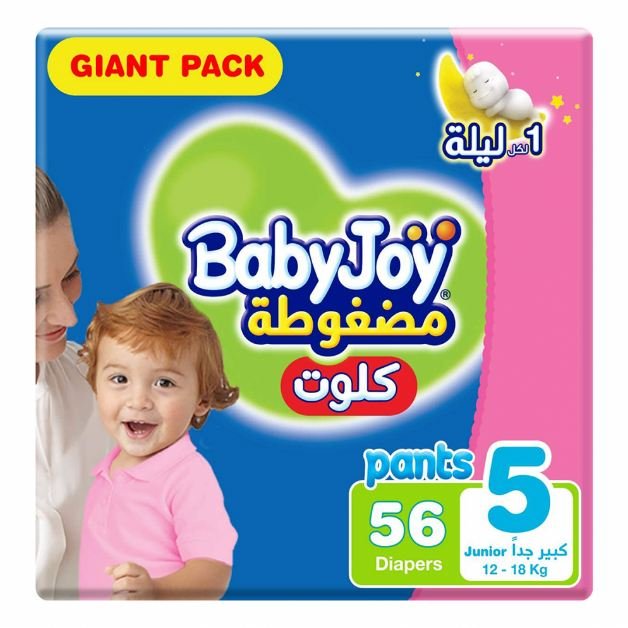 GIANT PACK
1 لكل ليلة
BabyJoy®
مضغوطة
كلوت
pants
56
Diapers
5
Junior كبير جداً
12 - 18 Kg